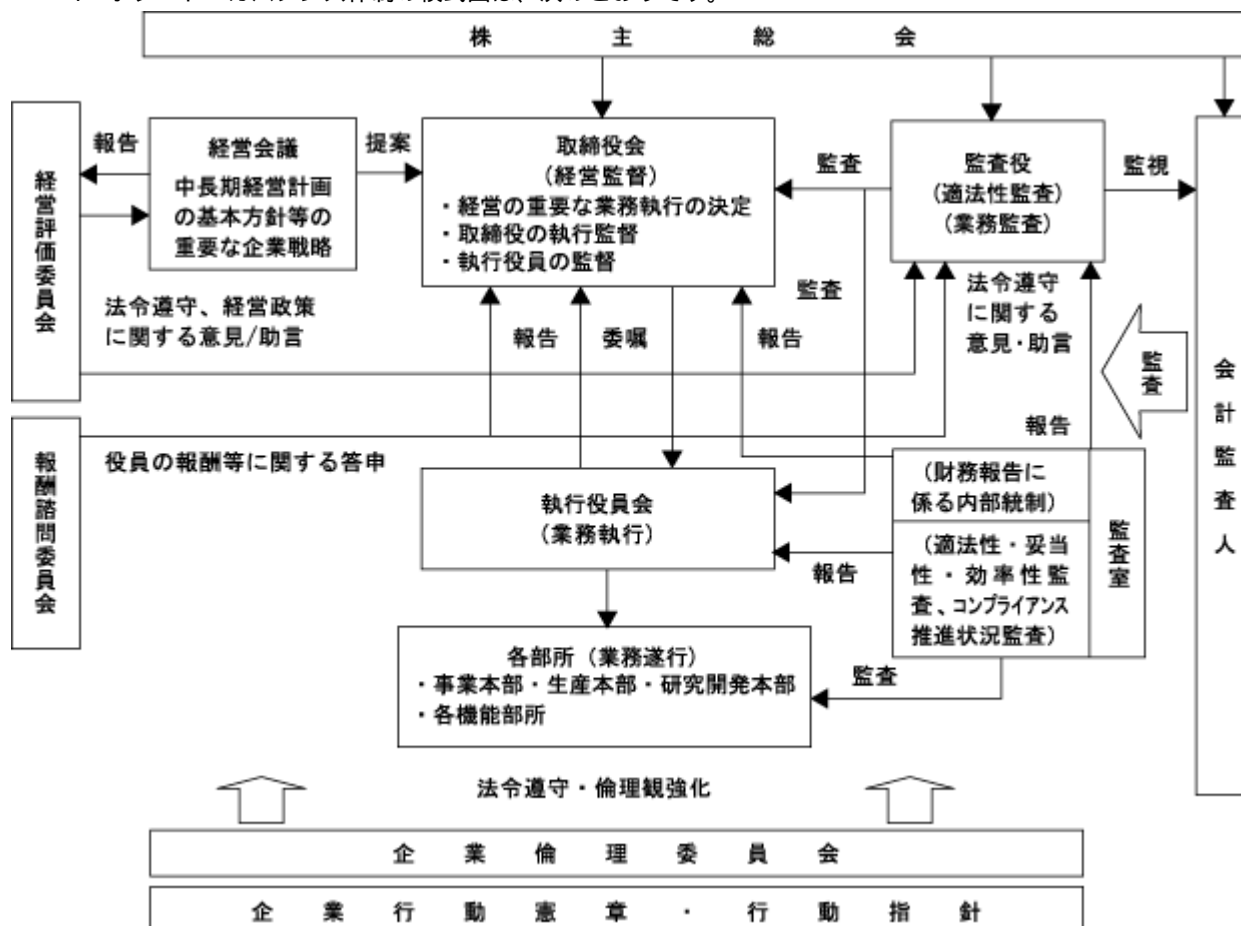 株主総会
報告
経営会議
中長期経営計画
の基本方針等の
重要な企業戦略
提案
取締役会
(経営監督)
・経営の重要な業務執行の決定
・取締役の執行監督
・執行役員の監督
監査
監査役
(適法性監査)
(業務監査)
監視
経営評価委員会
法令遵守、経営政策
に関する意見/助言
報告
委嘱
監査
報告
法令遵守
に関する
意見・助言
監査
会計監査人
報酬諮問委員会
役員の報酬等に関する答申
報告
執行役員会
(業務執行)
報告
(財務報告に
係る内部統制)
(適法性・妥当
性・効率性監
査、コンプライアンス
推進状況監査)
監査室
各部所(業務遂行)
・事業本部・生産本部・研究開発本部
・各機能部所
監査
法令遵守・倫理観強化
企業倫理委員会
企業行動憲章・行動指針